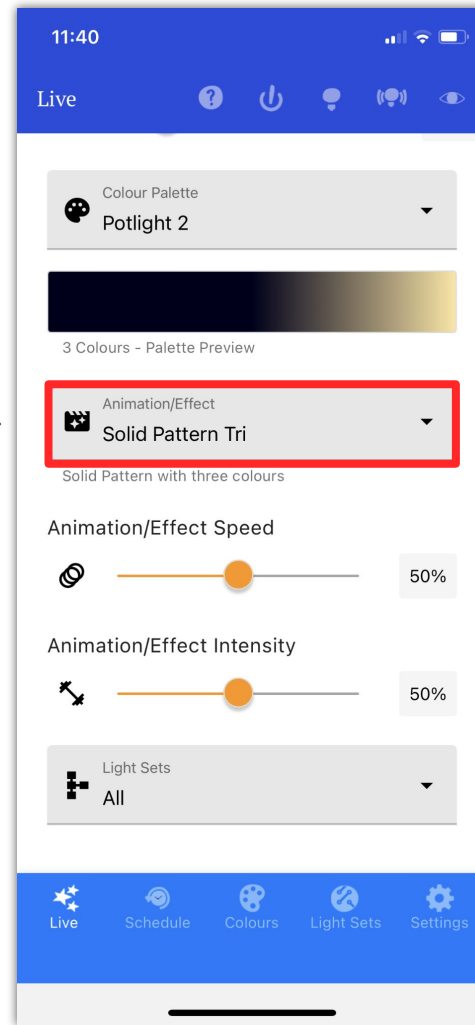 11:40
Live
Colour Palette
Potlight 2
3 Colours - Palette Preview
Animation/Effect
Solid Pattern Tri
Solid Pattern with three colours
Animation/Effect Speed
50%
Animation/Effect Intensity
50%
Light Sets
All
Live Schedule Colours Light Sets Settings